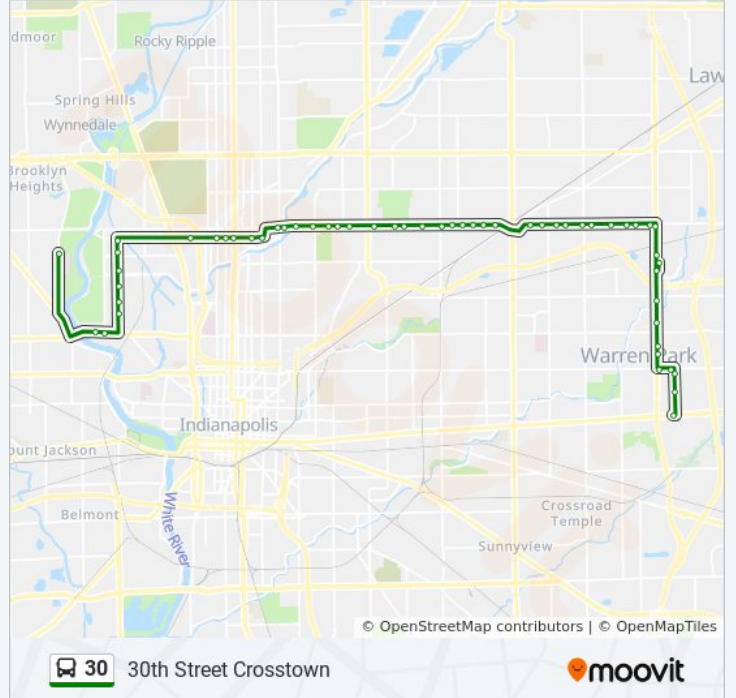 dmoor
Rocky Ripple
Law
Spring Hills
Wynnedale
Brooklyn
Heights
Warren Park
Indianapolis
ount Jackson
Crossroad
Temple
White River
Belmont
Sunnyview
© OpenStreetMap contributors | © OpenMapTiles
30 30th Street Crosstown
moovit